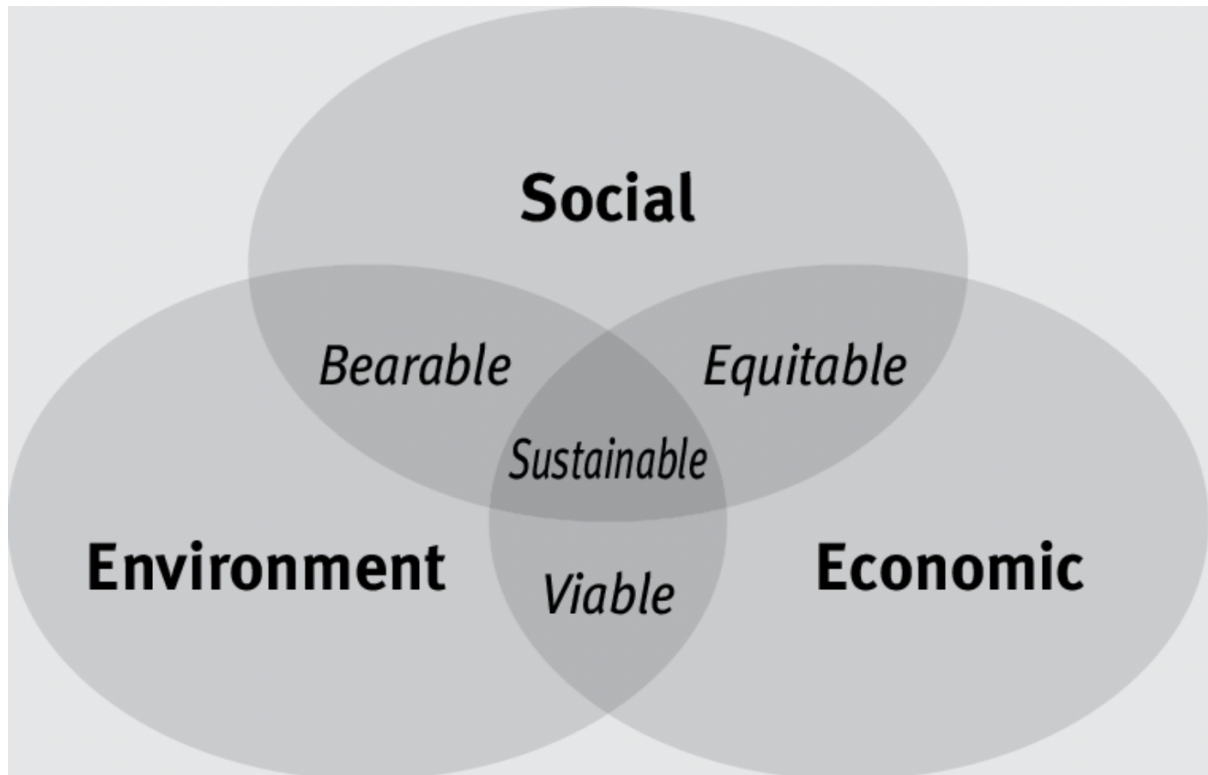 Social
Bearable
Equitable
Sustainable
Environment
Economic
Viable